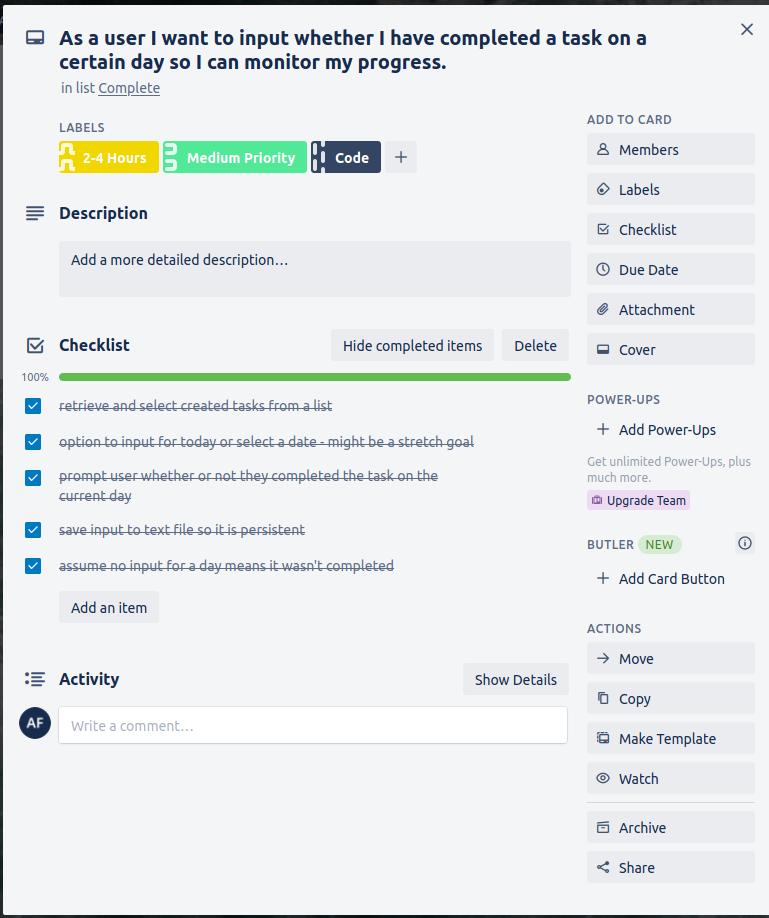 As a user I want to input whether I have completed a task on a
certain day so I can monitor my progress.
in list Complete
LABELS
2-4 Hours
Medium Priority
Code
Description
Add a more detailed description…
Checklist
Hide completed items
Delete
100%
retrieve and select created tasks from a list
option to input for today or select a date - might be a stretch goal
prompt user whether or not they completed the task on the
current day
save input to text file so it is persistent
assume no input for a day means it wasn't completed
Add an item
Activity
Show Details
AF
Write a comment…
ADD TO CARD
Members
Labels
Checklist
Due Date
Attachment
Cover
POWER-UPS
Add Power-Ups
Get unlimited Power-Ups, plus
much more.
Upgrade Team
BUTLER NEW
Add Card Button
ACTIONS
Move
Copy
Make Template
Watch
Archive
Share